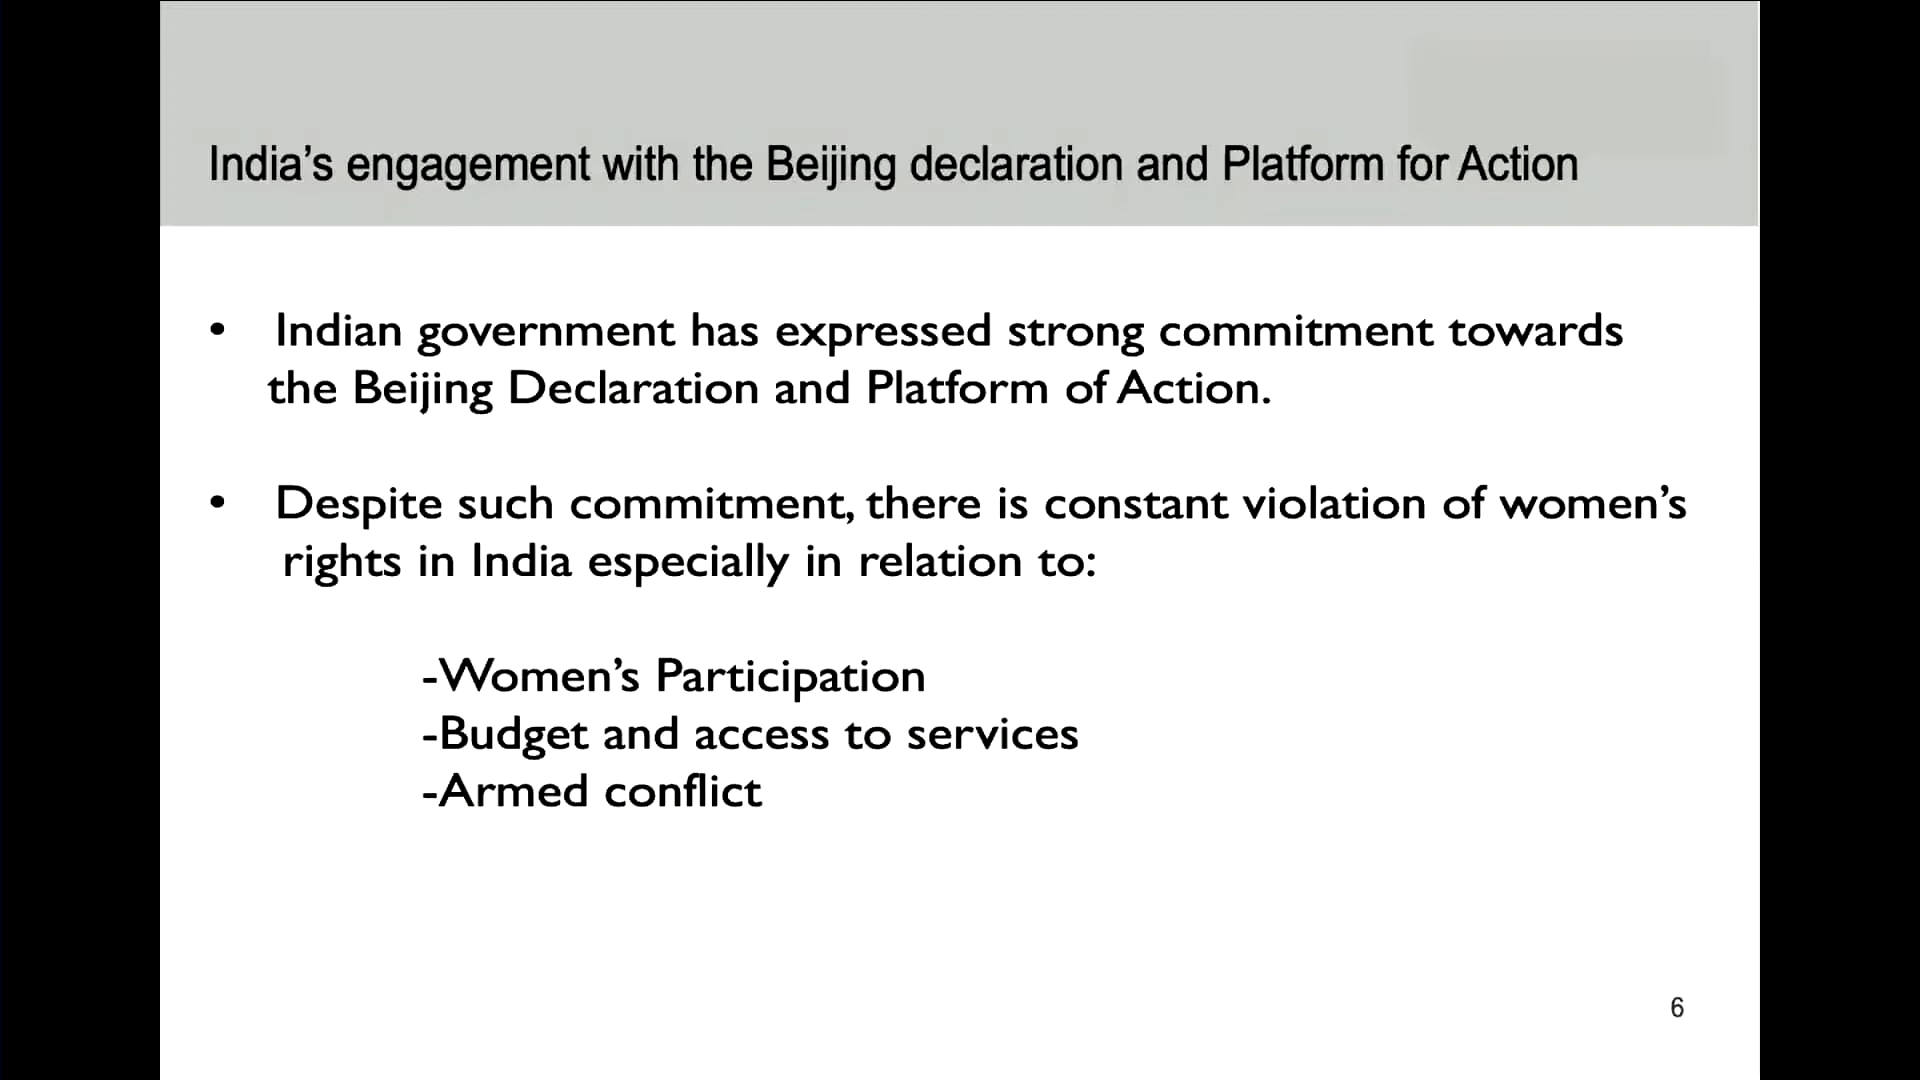 India’s engagement with the Beijing declaration and Platform for Action
• Indian government has expressed strong commitment towards
the Beijing Declaration and Platform of Action.
• Despite such commitment, there is constant violation of women’s
rights in India especially in relation to:
-Women’s Participation
-Budget and access to services
-Armed conflict
6